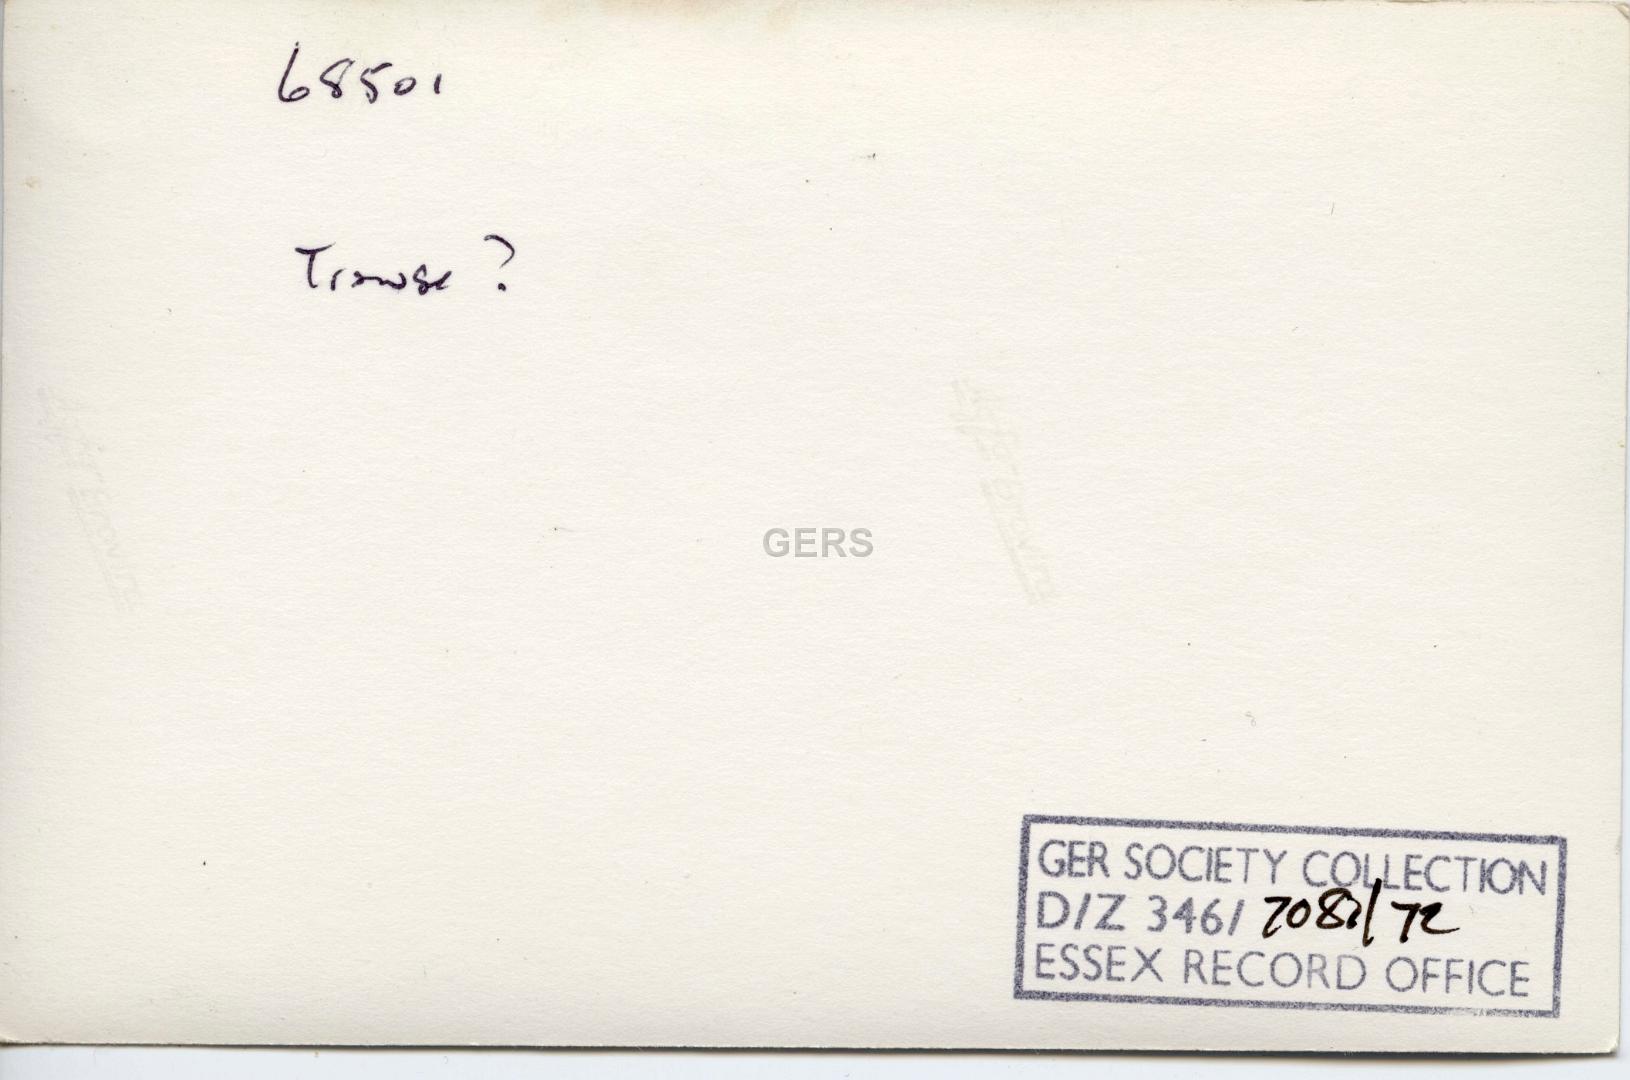 68501
Trowse?
GERS
GER SOCIETY COLLECTION
D/Z 346/ 7081/72
ESSEX RECORD OFFICE